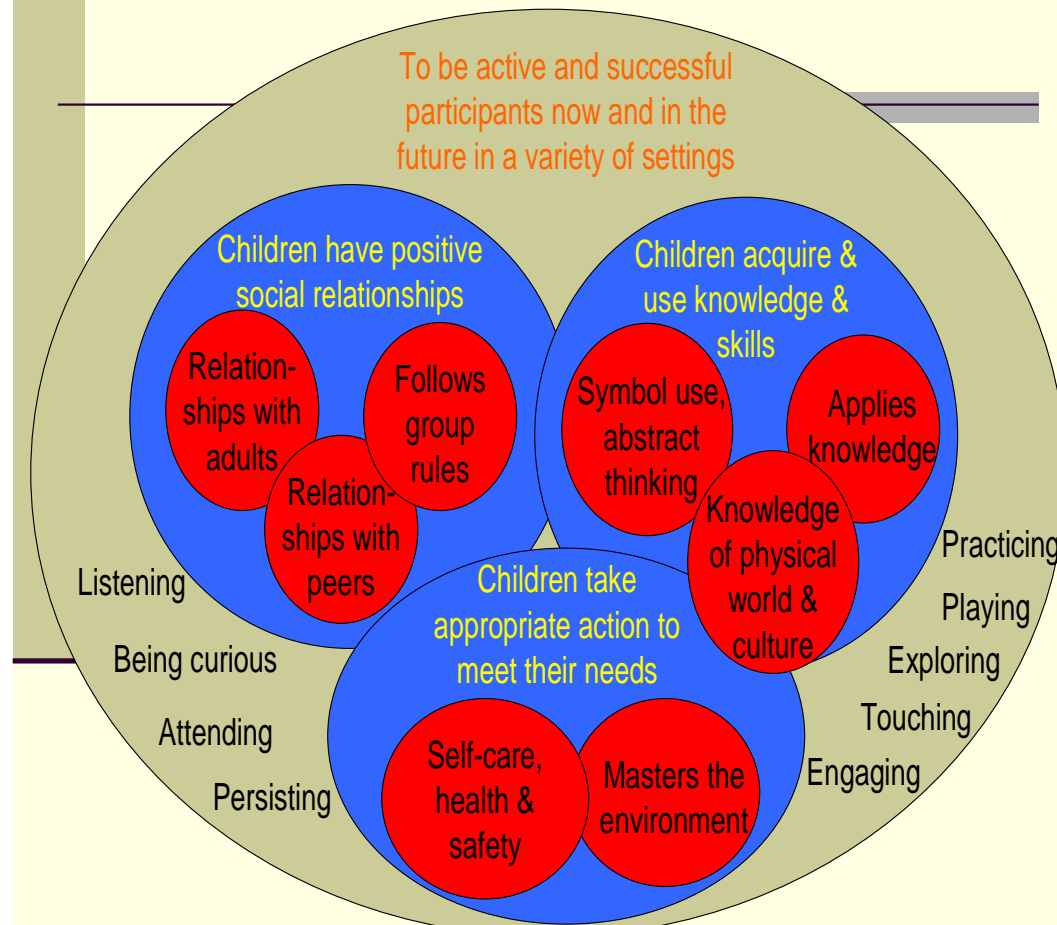 To be active and successful
participants now and in the
future in a variety of settings
Children have positive
social relationships
Relation-
ships with
adults
Follows
group
rules
Relation-
ships with
peers
Children acquire &
use knowledge &
skills
Symbol use,
abstract
thinking
Applies
knowledge
Knowledge
of physical
world &
culture
Children take
appropriate action to
meet their needs
Self-care,
health &
safety
Masters the
environment
Listening
Being curious
Attending
Persisting
Practicing
Playing
Exploring
Touching
Engaging